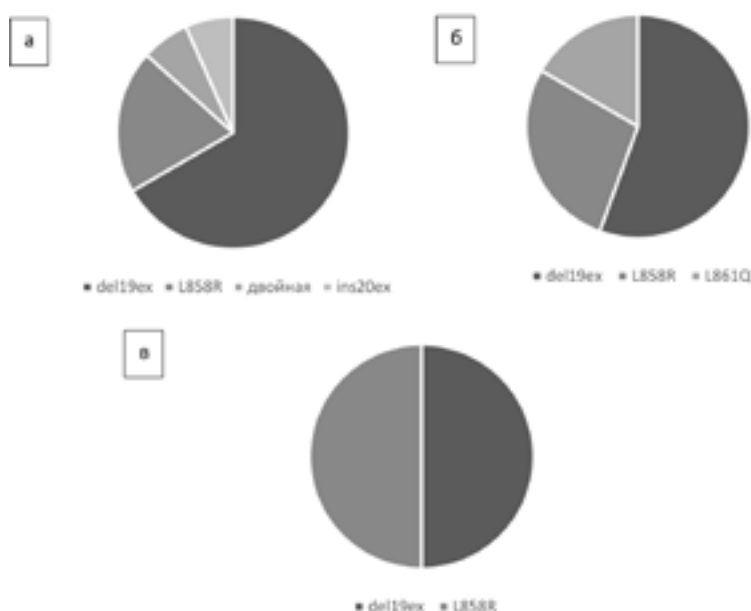 а
б
▪ del19ex ▪ L858R ▪ двойная ▪ ins20ex
▪ del19ex ▪ L858R ▪ L861Q
в
▪ del19ex ▪ L858R